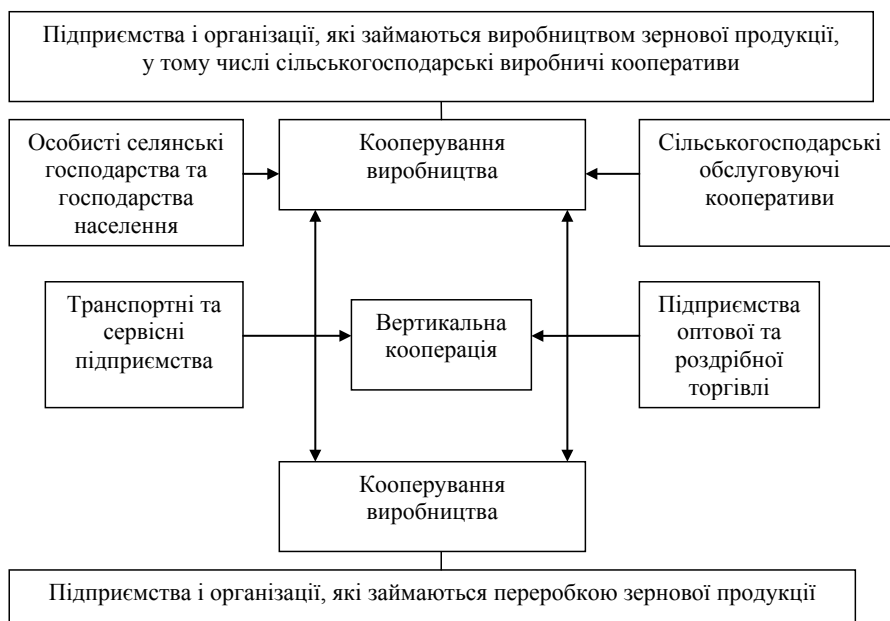 Підприємства і організації, які займаються виробництвом зернової продукції,
у тому числі сільськогосподарські виробничі кооперативи
Особисті селянські
господарства та
господарства
населення
Кооперування
виробництва
Сільськогосподарські
обслуговуючі
кооперативи
Транспортні та
сервісні
підприємства
Вертикальна
кооперація
Підприємства
оптової та
роздрібної
торгівлі
Кооперування
виробництва
Підприємства і організації, які займаються переробкою зернової продукції